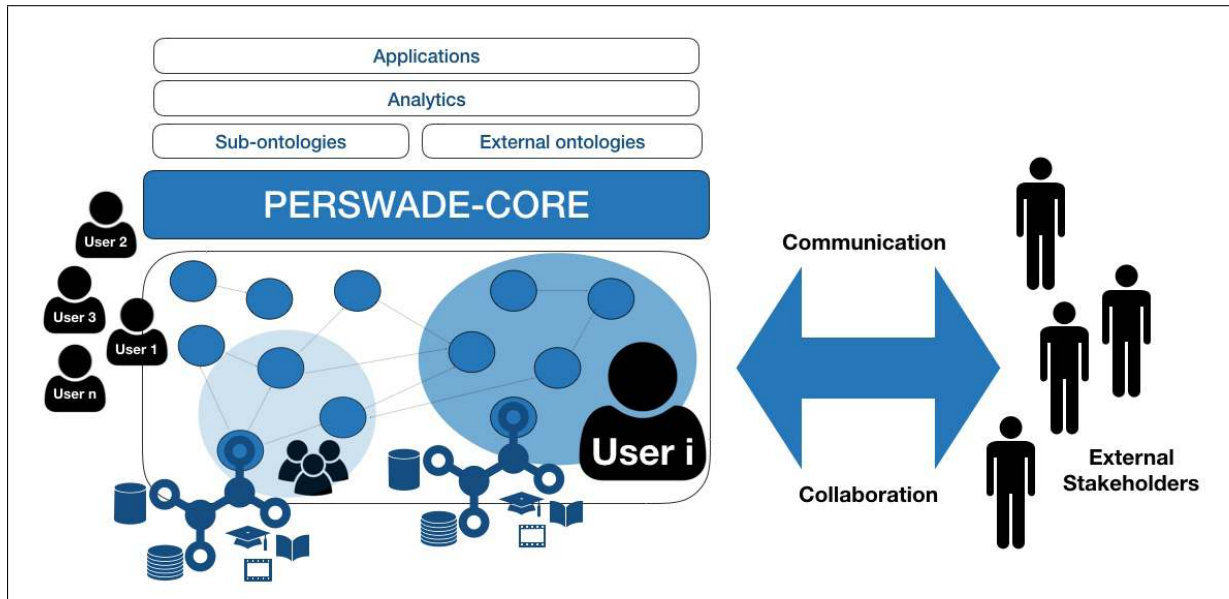 Applications
Analytics
Sub-ontologies
External ontologies
PERSWADE-CORE
User 2
User 3
User 1
User n
User i
Communication
Collaboration
External
Stakeholders